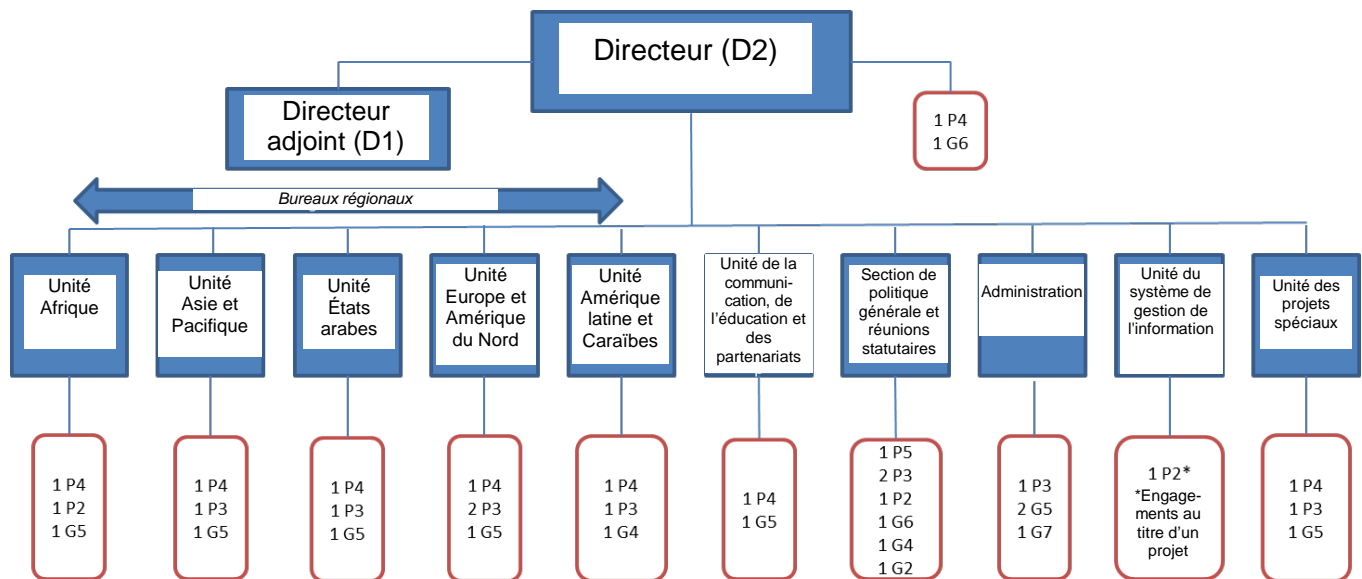 Directeur (D2)
Directeur
adjoint (D1)
1 P4
1 G6
Bureaux régionaux
Unité
Afrique
Unité
Asie et
Pacifique
Unité
États
arabes
Unité
Europe et
Amérique
du Nord
Unité
Amérique
latine et
Caraïbes
Unité de la
communi-
cation, de
l'éducation et
des
partenariats
Section de
politique
générale et
réunions
statutaires
Administration
Unité du
système de
gestion de
l'information
Unité des
projets
spéciaux
1 P4
1 P2
1 G5
1 P4
1 P3
1 G5
1 P4
1 P3
1 G5
1 P4
2 P3
1 G5
1 P4
1 P3
1 G4
1 P4
1 G5
1 P5
2 P3
1 P2
1 G6
1 G4
1 G2
1 P3
2 G5
1 G7
1 P2*
*Engage-
ments au
titre d'un
projet
1 P4
1 P3
1 G5